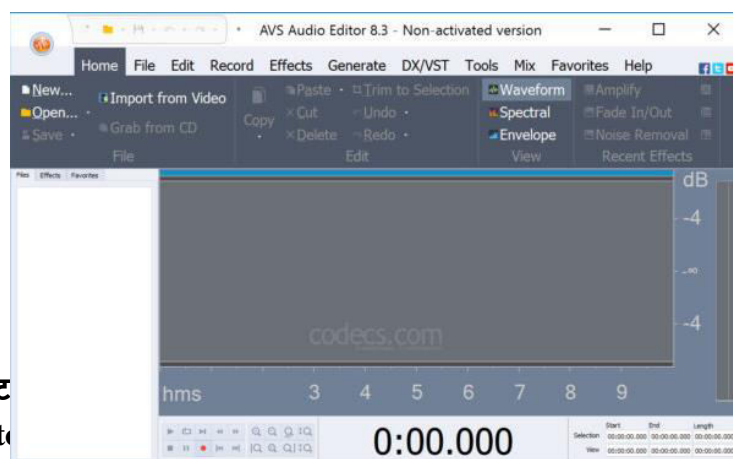 AVS Audio Editor 8.3 - Non-activated version
Home File Edit Record Effects Generate DX/VST Tools Mix Favorites Help
New...
Open...
Save
Import from Video
Grab from CD
File
Copy
Paste
Trim to Selection
Cut
Undo
Delete
Redo
Edit
Waveform
Spectral
Envelope
View
Amplify
Fade In/Out
Noise Removal
Recent Effects
Files Effects Favorites
dB
-4
-∞
-4
codecs.com
hms 3 4 5 6 7 8 9
0:00.000
Start End Length
Selection 00:00:00.000 00:00:00.000 00:00:00.000
View 00:00:00.000 00:00:00.000 00:00:00.000